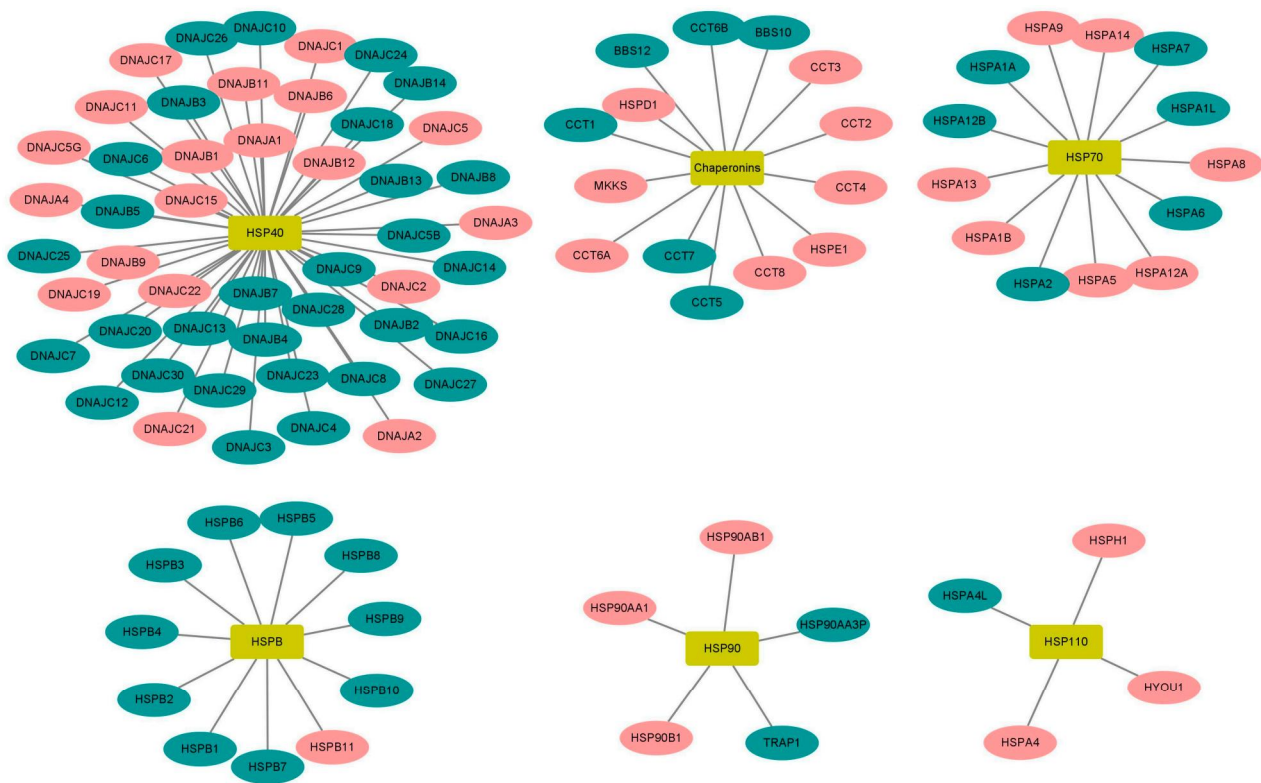 DNAJC10
DNAJC26
DNAJC1
DNAJC24
DNAJC17
DNAJB11
DNAJB14
DNAJB3
DNAJB6
DNAJC11
DNAJC18
DNAJC5
DNAJA1
DNAJC5G
DNAJC6
DNAJB1
DNAJB12
DNAJB13
DNAJB8
DNAJA4
DNAJC15
DNAJB5
DNAJA3
HSP40
DNAJC5B
DNAJC25
DNAJB9
DNAJC9
DNAJC14
DNAJC19
DNAJC22
DNAJB7
DNAJC2
DNAJC28
DNAJC20
DNAJC13
DNAJB4
DNAJB2
DNAJC16
DNAJC7
DNAJC30
DNAJC29
DNAJC23
DNAJC8
DNAJC27
DNAJC12
DNAJC21
DNAJC4
DNAJA2
DNAJC3
CCT6B
BBS10
BBS12
CCT3
HSPD1
CCT1
CCT2
Chaperonins
MKKS
CCT4
CCT6A
CCT7
CCT8
HSPE1
CCT5
HSPA9
HSPA14
HSPA7
HSPA1A
HSPA1L
HSPA12B
HSP70
HSPA8
HSPA13
HSPA6
HSPA1B
HSPA2
HSPA5
HSPA12A
HSPB6
HSPB5
HSPB3
HSPB8
HSPB4
HSPB9
HSPB
HSPB2
HSPB10
HSPB1
HSPB7
HSPB11
HSP90AB1
HSP90AA1
HSP90AA3P
HSP90
HSP90B1
TRAP1
HSPH1
HSPA4L
HSP110
HYOU1
HSPA4